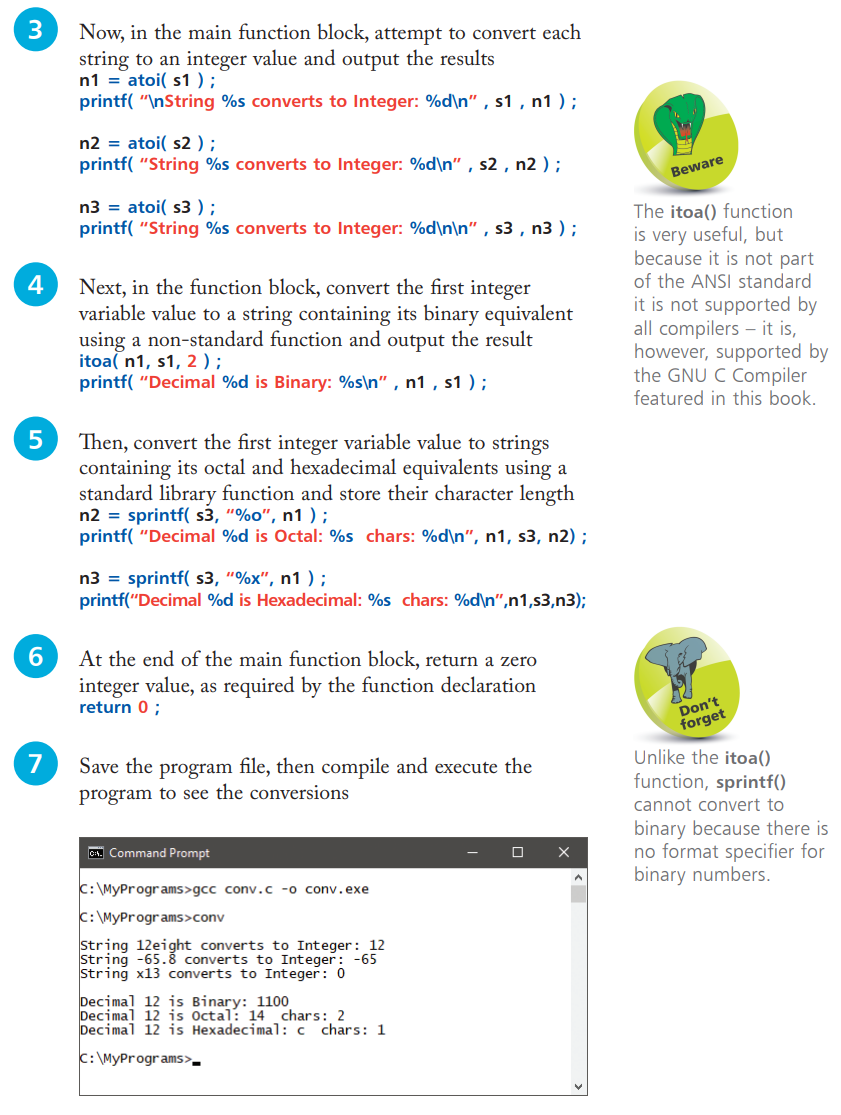 3
Now, in the main function block, attempt to convert each
string to an integer value and output the results
n1 = atoi( s1 ) ;
printf( “\nString %s converts to Integer: %d\n” , s1 , n1 ) ;
n2 = atoi( s2 ) ;
printf( “String %s converts to Integer: %d\n” , s2 , n2 ) ;
n3 = atoi( s3 ) ;
printf( “String %s converts to Integer: %d\n\n” , s3 , n3 ) ;
Beware
The itoa() function
is very useful, but
because it is not part
of the ANSI standard
it is not supported by
all compilers – it is,
however, supported by
the GNU C Compiler
featured in this book.
4
Next, in the function block, convert the first integer
variable value to a string containing its binary equivalent
using a non-standard function and output the result
itoa( n1, s1, 2 ) ;
printf( “Decimal %d is Binary: %s\n” , n1 , s1 ) ;
5
Then, convert the first integer variable value to strings
containing its octal and hexadecimal equivalents using a
standard library function and store their character length
n2 = sprintf( s3, “%o”, n1 ) ;
printf( “Decimal %d is Octal: %s  chars: %d\n”, n1, s3, n2) ;
n3 = sprintf( s3, “%x”, n1 ) ;
printf(“Decimal %d is Hexadecimal: %s  chars: %d\n”,n1,s3,n3);
6
At the end of the main function block, return a zero
integer value, as required by the function declaration
return 0 ;
Don’t
forget
Unlike the itoa()
function, sprintf()
cannot convert to
binary because there is
no format specifier for
binary numbers.
7
Save the program file, then compile and execute the
program to see the conversions
C:\. Command Prompt
C:\MyPrograms>gcc conv.c -o conv.exe
C:\MyPrograms>conv
String 12eight converts to Integer: 12
String -65.8 converts to Integer: -65
String x13 converts to Integer: 0
Decimal 12 is Binary: 1100
Decimal 12 is Octal: 14  chars: 2
Decimal 12 is Hexadecimal: c  chars: 1
C:\MyPrograms>_